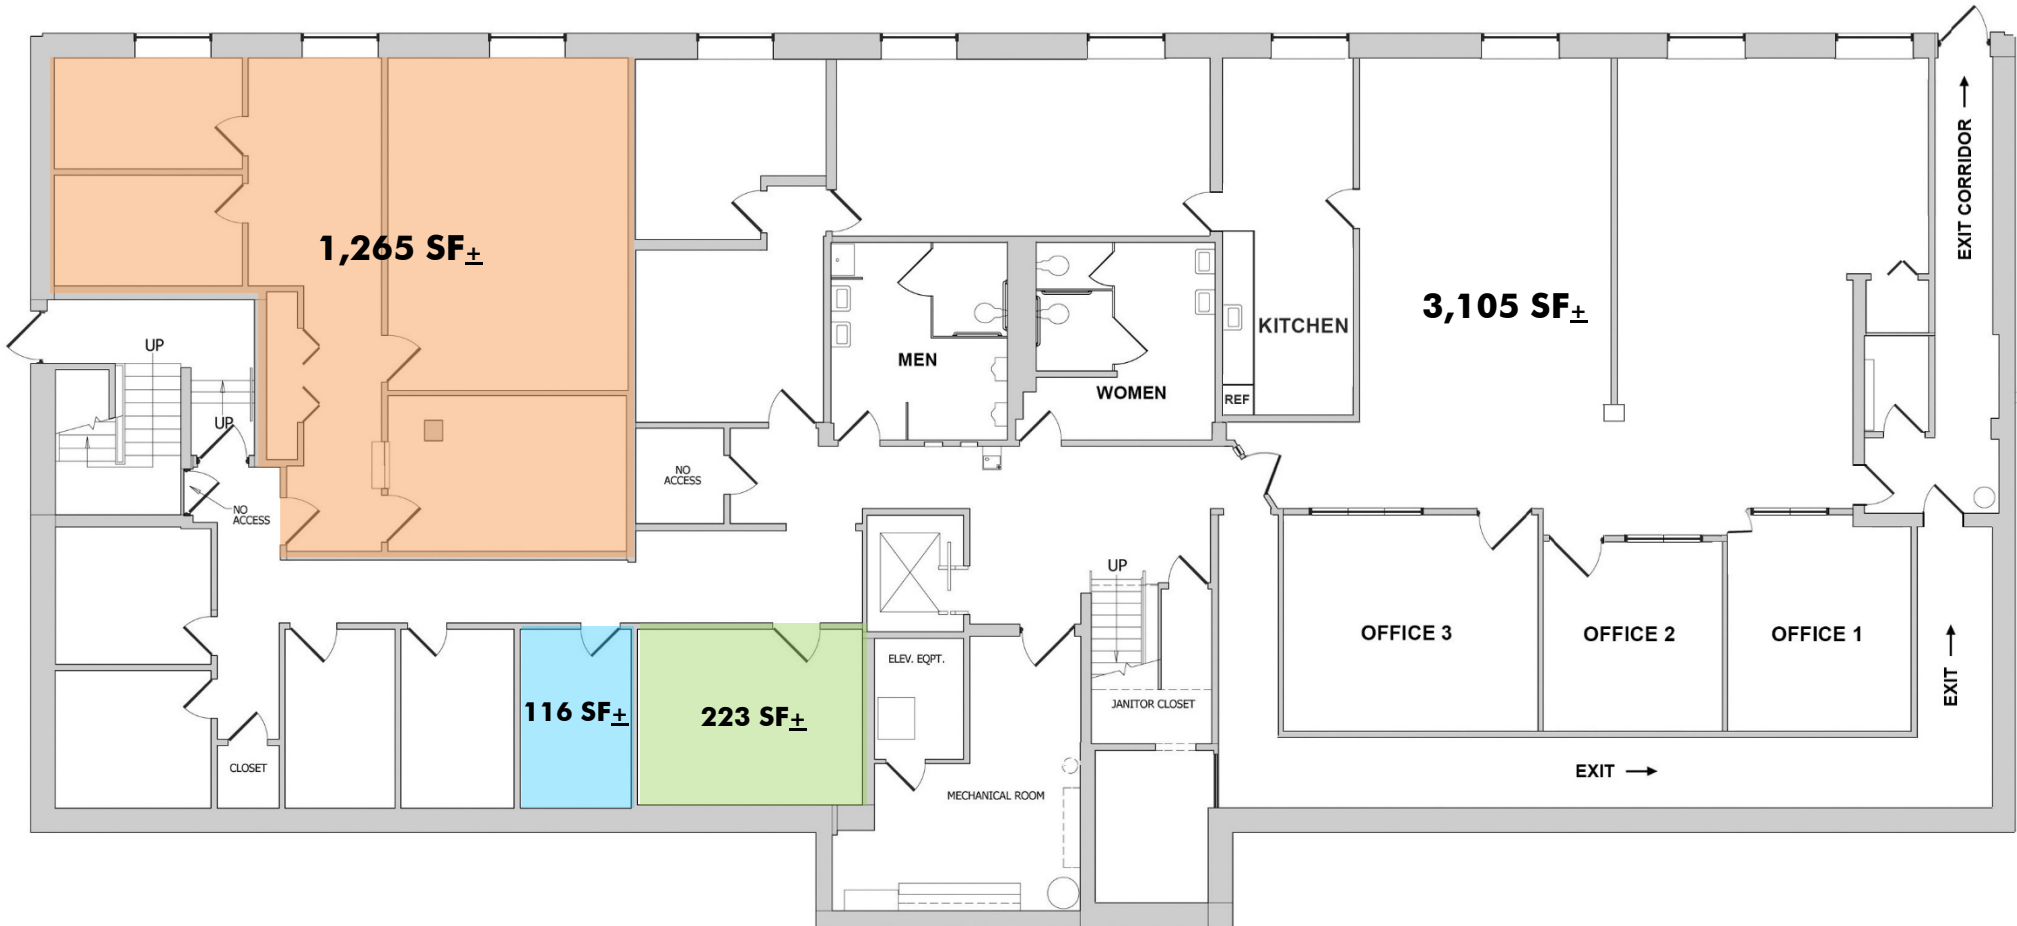 EXIT CORRIDOR
1,265 SF±
3,105 SF±
KITCHEN
UP
MEN
WOMEN
REF
UP
NO
ACCESS
NO
ACCESS
UP
OFFICE 3
OFFICE 2
OFFICE 1
ELEV. EQPT.
EXIT
JANITOR CLOSET
116 SF±
223 SF±
CLOSET
EXIT
MECHANICAL ROOM